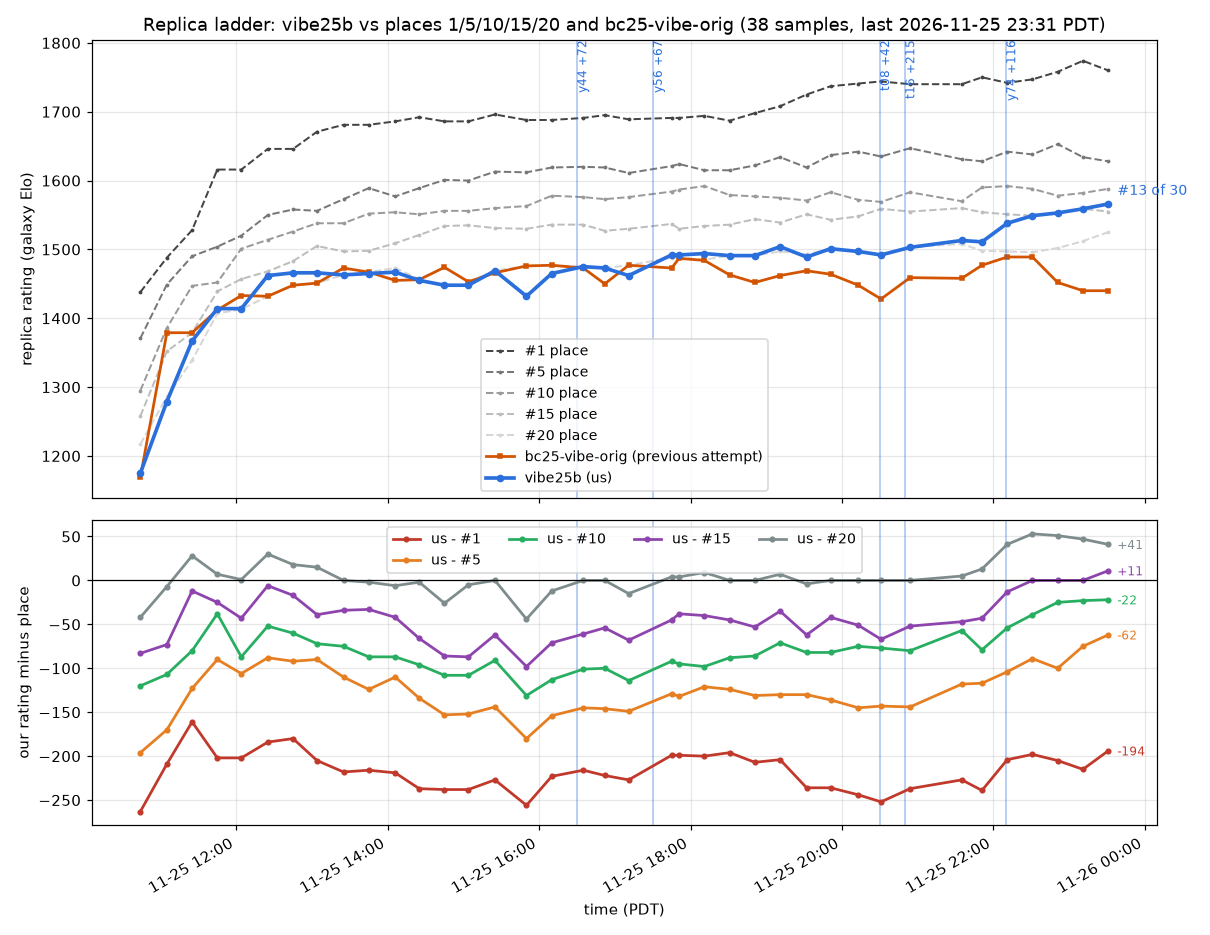 Replica ladder: vibe25b vs places 1/5/10/15/20 and bc25-vibe-orig (38 samples, last 2026-11-25 23:31 PDT)
replica rating (galaxy Elo)
1800
1700
1600
1500
1400
1300
1200
y44 +72
y56 +67
t08 +42
t16 +215
y74 +116
#13 of 30
#1 place
#5 place
#10 place
#15 place
#20 place
bc25-vibe-orig (previous attempt)
vibe25b (us)
our rating minus place
50
0
−50
−100
−150
−200
−250
us - #1
us - #5
us - #10
us - #15
us - #20
+41
+11
-22
-62
-194
11-25 12:00
11-25 14:00
11-25 16:00
11-25 18:00
11-25 20:00
11-25 22:00
11-26 00:00
time (PDT)